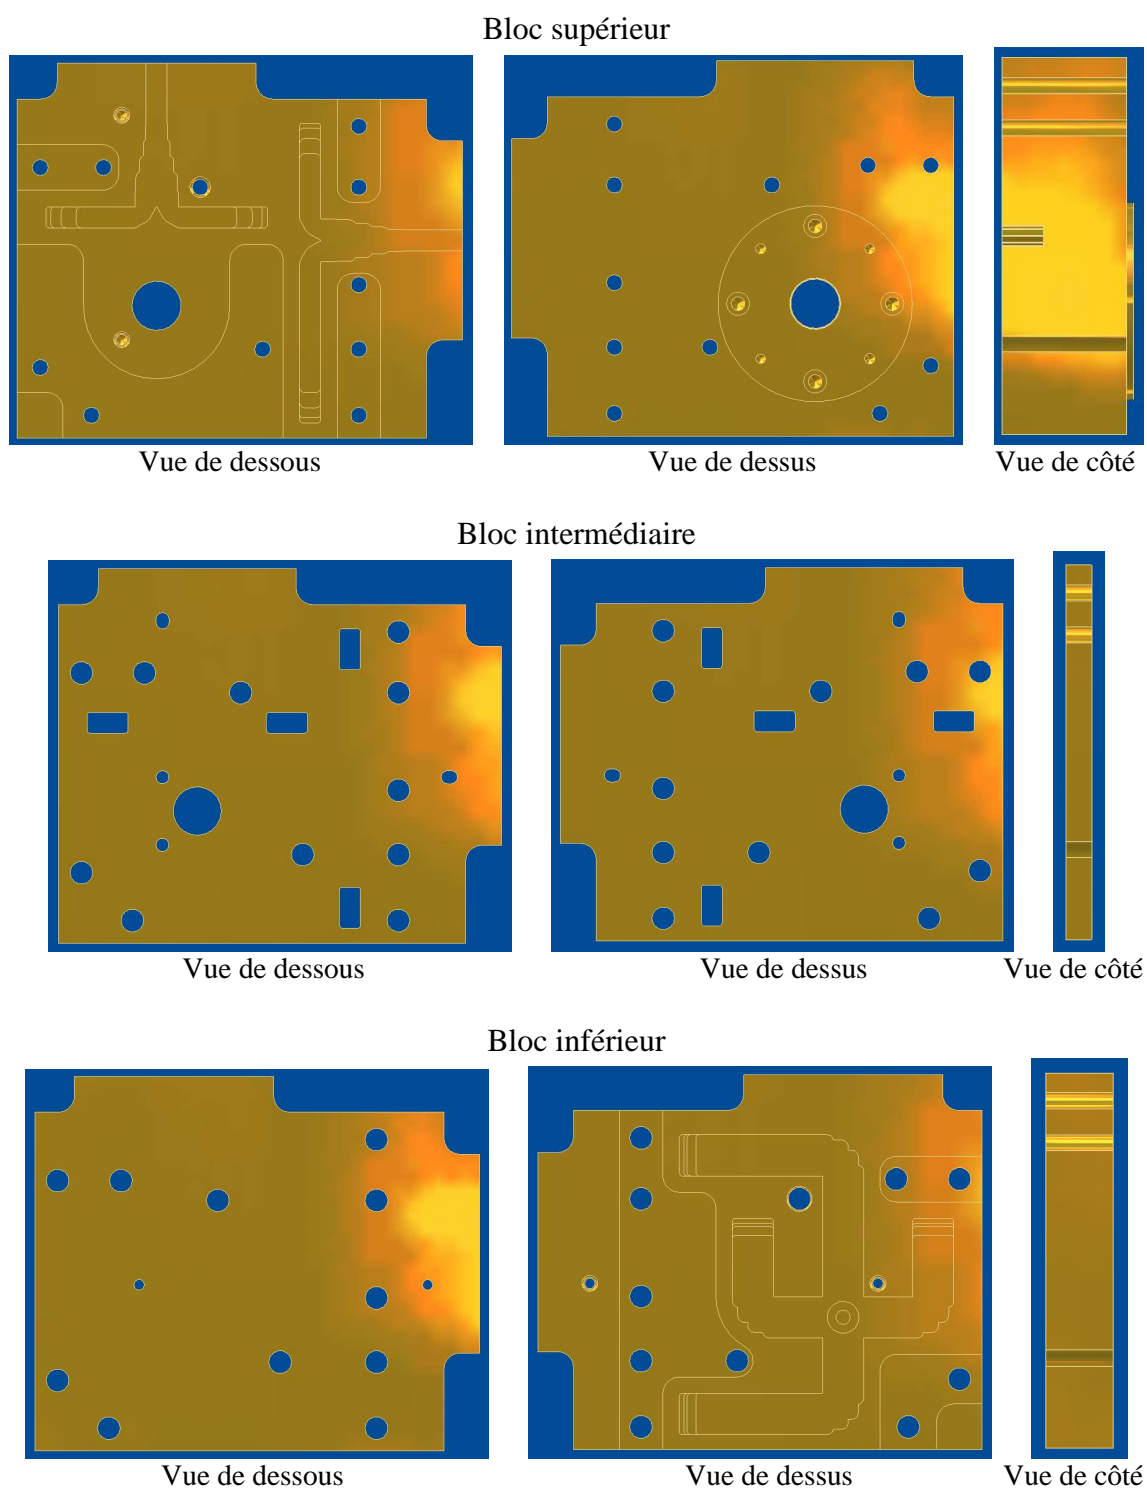 Bloc supérieur
Vue de dessous
Vue de dessus
Vue de côté
Bloc intermédiaire
Vue de dessous
Vue de dessus
Vue de côté
Bloc inférieur
Vue de dessous
Vue de dessus
Vue de côté